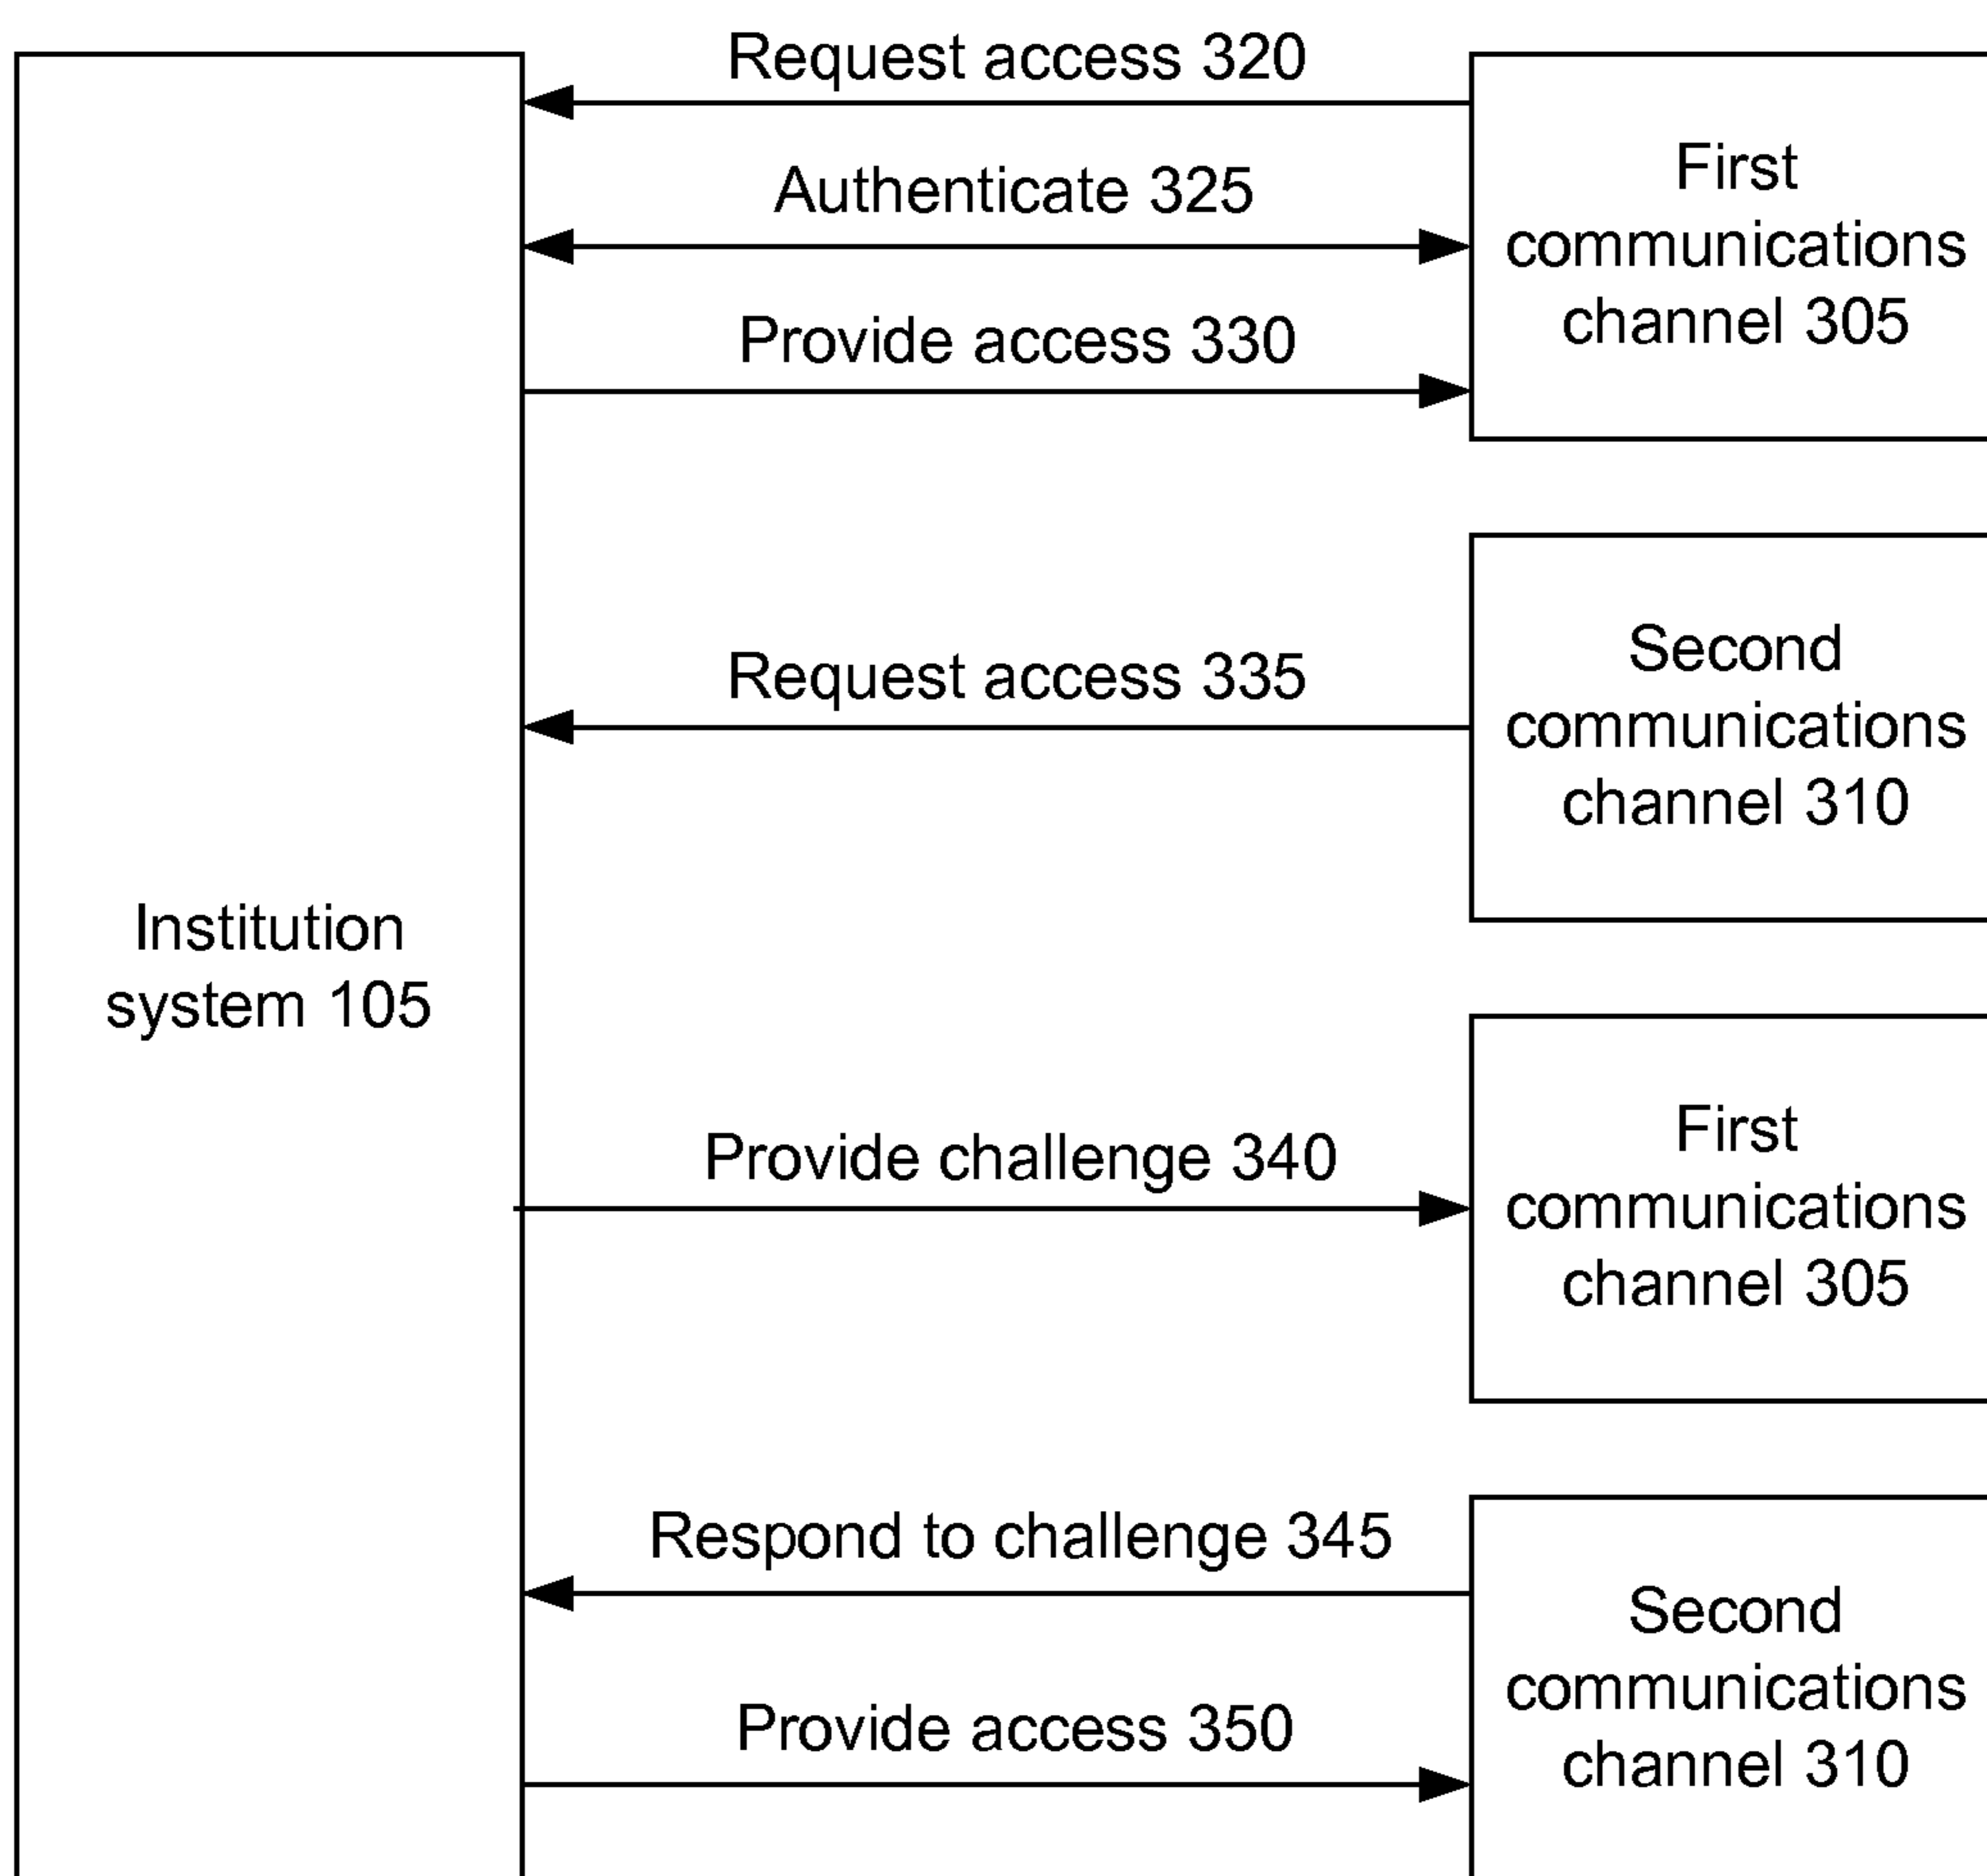 Request access 320
First
communications
channel 305
Authenticate 325
Provide access 330
Second
communications
channel 310
Request access 335
Institution
system 105
First
communications
channel 305
Provide challenge 340
Respond to challenge 345
Second
communications
channel 310
Provide access 350